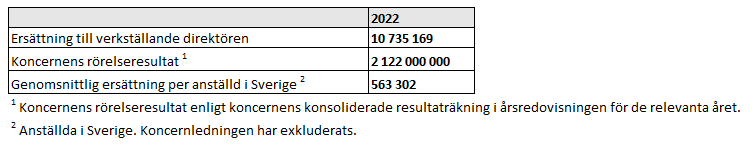 2022
Ersättning till verkställande direktören 10 735 169
Koncernens rörelseresultat ¹ 2 122 000 000
Genomsnittlig ersättning per anställd i Sverige ² 563 302
¹ Koncernens rörelseresultat enligt koncernens konsoliderade resultaträkning i årsredovisningen för de relevanta året.
² Anställda i Sverige. Koncernledningen har exkluderats.